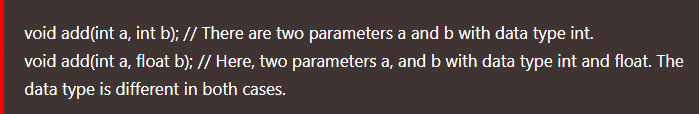 void add(int a, int b); // There are two parameters a and b with data type int.
void add(int a, float b); // Here, two parameters a, and b with data type int and float. The
data type is different in both cases.